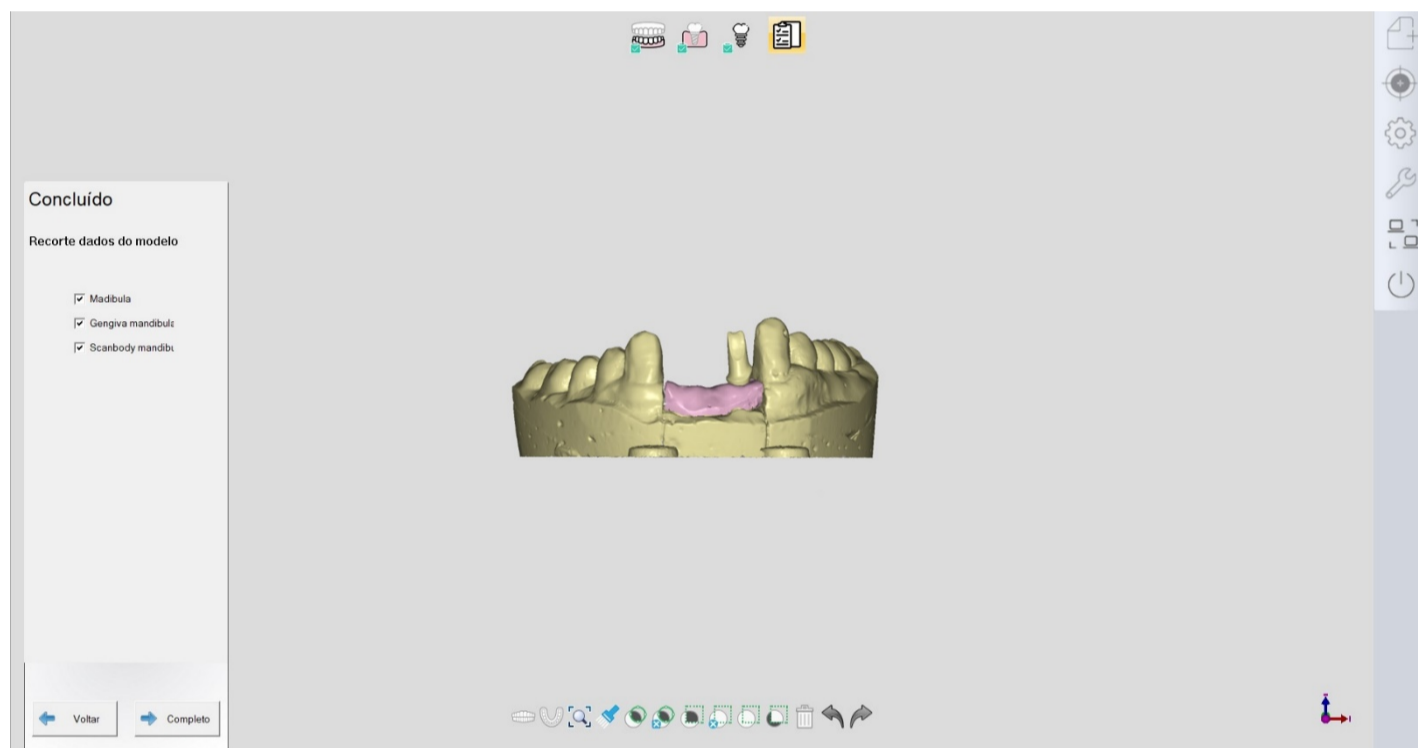 Concluído
Recorte dados do modelo
Madibula
Gengiva mandibula
Scanbody mandibu
Voltar
Completo